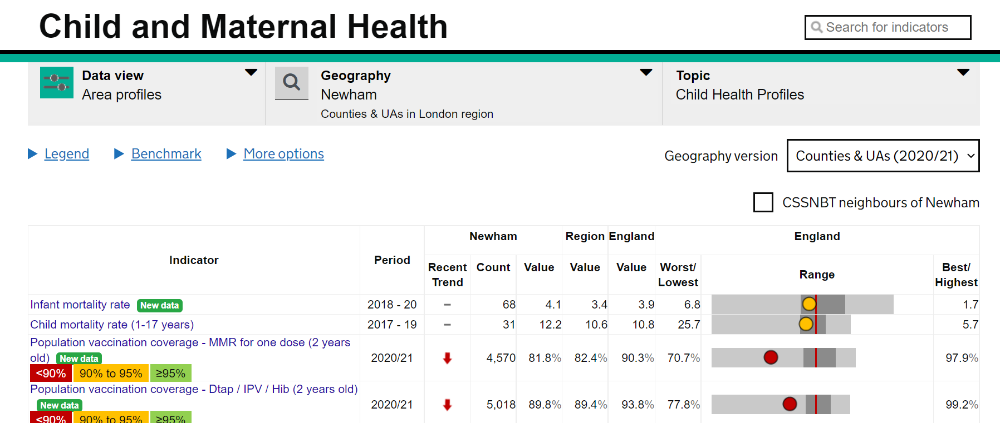 Child and Maternal Health
Search for indicators
Data view
Area profiles
Geography
Newham
Counties & UAs in London region
Topic
Child Health Profiles
Legend
Benchmark
More options
Geography version
Counties & UAs (2020/21)
CSSNBT neighbours of Newham
Newham Region England England
Indicator Period
Recent Trend Count Value Value Value Worst/ Lowest Range Best/ Highest
Infant mortality rate New data 2018 - 20 – 68 4.1 3.4 3.9 6.8 1.7
Child mortality rate (1-17 years) 2017 - 19 – 31 12.2 10.6 10.8 25.7 5.7
Population vaccination coverage - MMR for one dose (2 years
old) New data 2020/21 4,570 81.8% 82.4% 90.3% 70.7% 97.9%
<90% 90% to 95% ≥95%
Population vaccination coverage - Dtap / IPV / Hib (2 years old)
New data 2020/21 5,018 89.8% 89.4% 93.8% 77.8% 99.2%
<90% 90% to 95% ≥95%